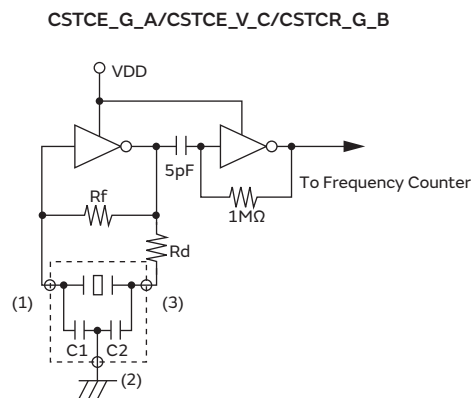 CSTCE_G_A/CSTCE_V_C/CSTCR_G_B
VDD
5pF
To Frequency Counter
Rf
1MΩ
Rd
(1)
(3)
C1
C2
(2)